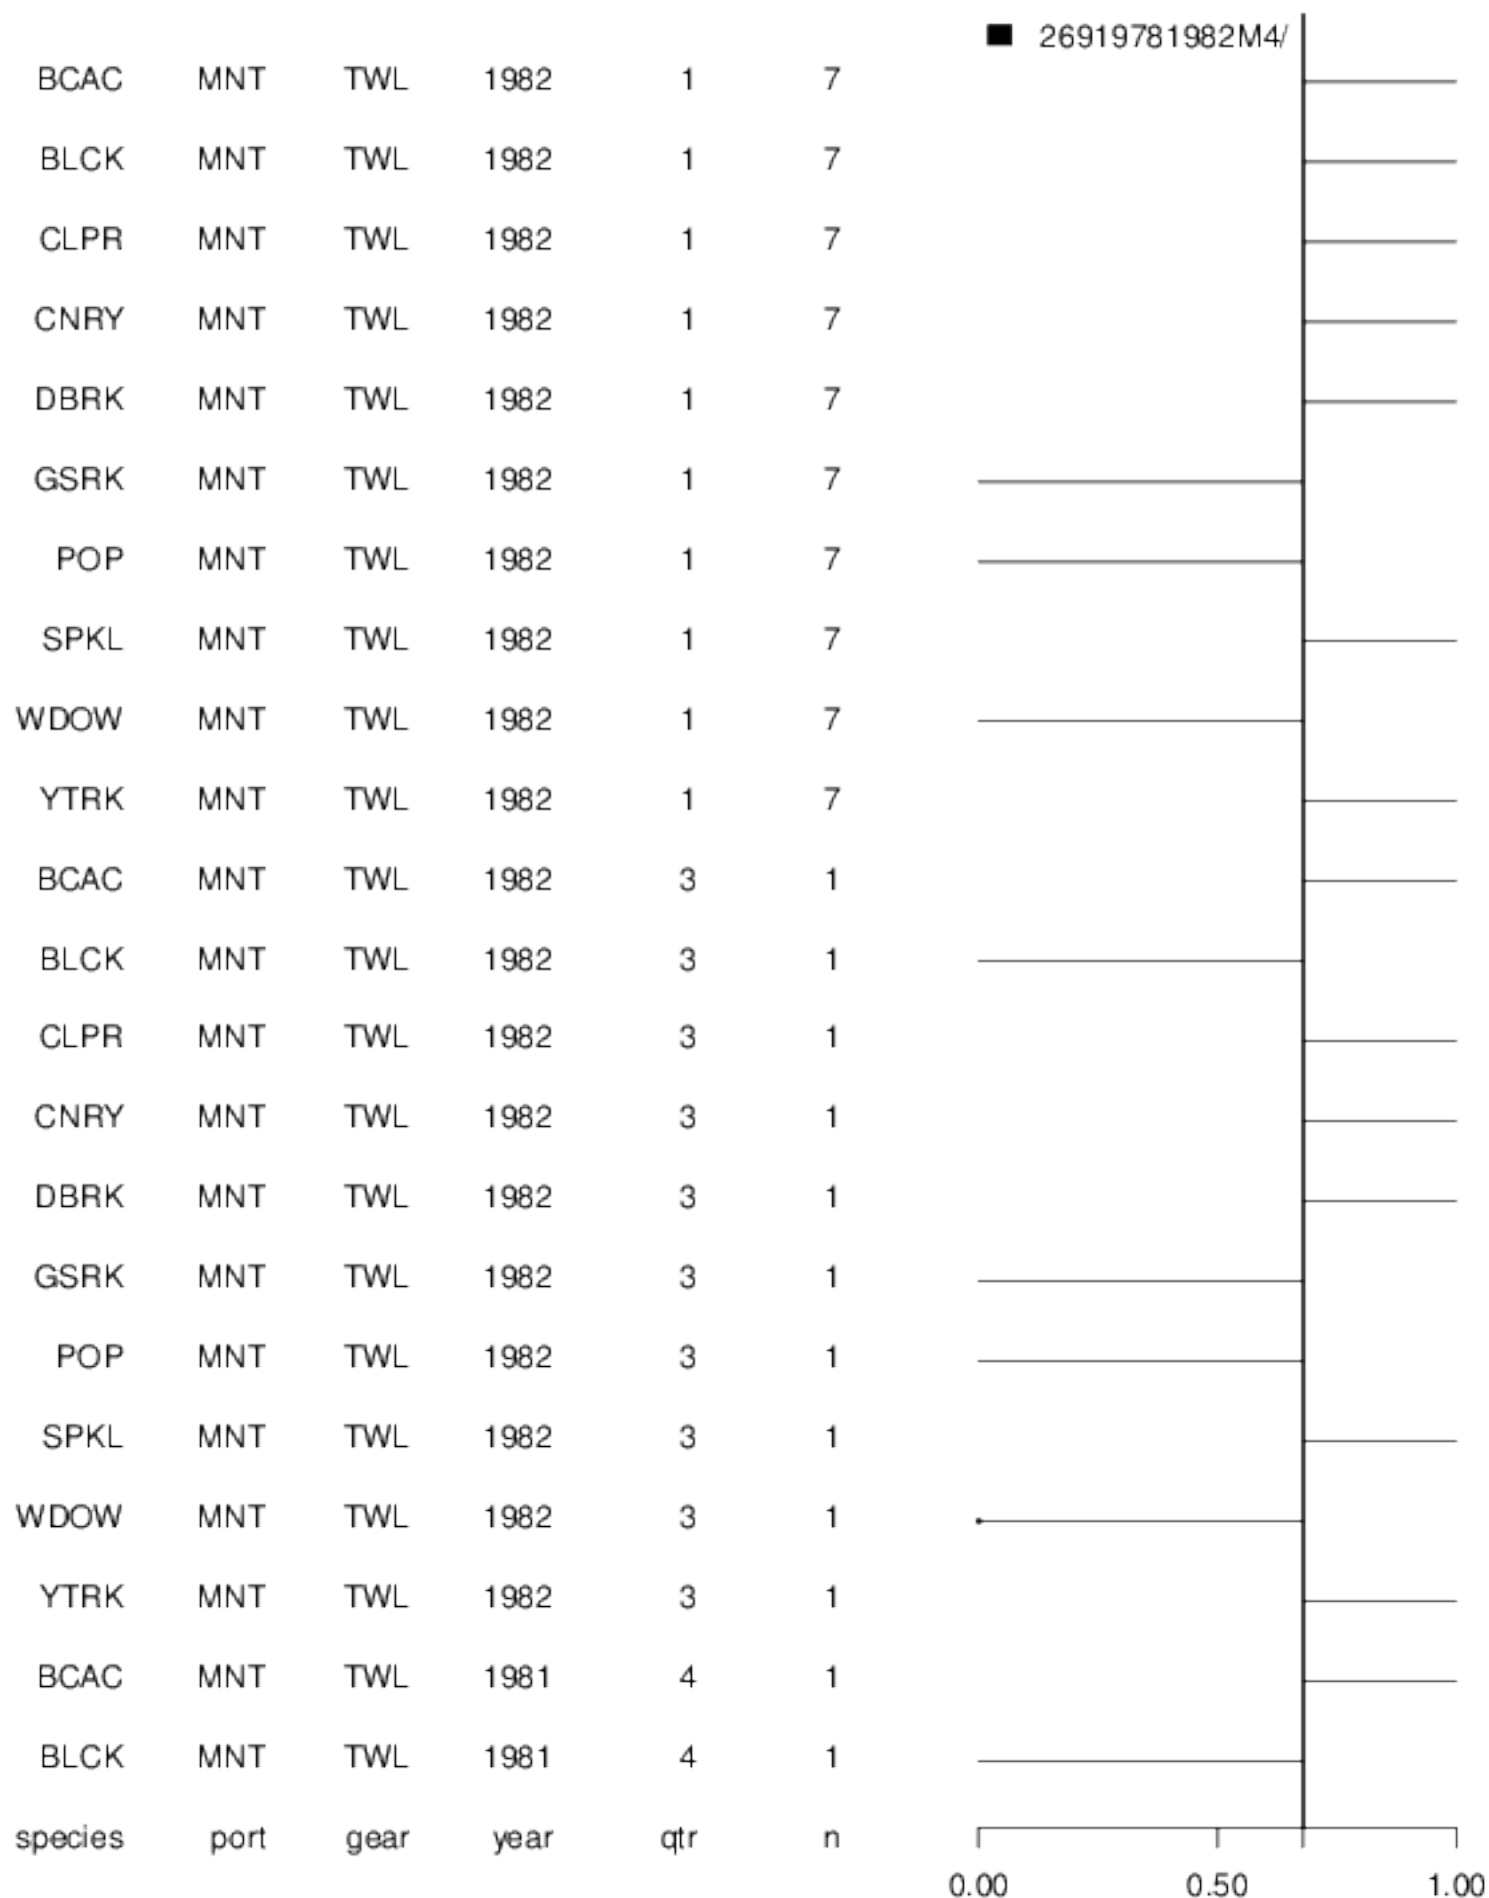 26919781982M4/
BCAC MNT TWL 1982 1 7
BLCK MNT TWL 1982 1 7
CLPR MNT TWL 1982 1 7
CNRY MNT TWL 1982 1 7
DBRK MNT TWL 1982 1 7
GSRK MNT TWL 1982 1 7
POP MNT TWL 1982 1 7
SPKL MNT TWL 1982 1 7
WDOW MNT TWL 1982 1 7
YTRK MNT TWL 1982 1 7
BCAC MNT TWL 1982 3 1
BLCK MNT TWL 1982 3 1
CLPR MNT TWL 1982 3 1
CNRY MNT TWL 1982 3 1
DBRK MNT TWL 1982 3 1
GSRK MNT TWL 1982 3 1
POP MNT TWL 1982 3 1
SPKL MNT TWL 1982 3 1
WDOW MNT TWL 1982 3 1
YTRK MNT TWL 1982 3 1
BCAC MNT TWL 1981 4 1
BLCK MNT TWL 1981 4 1
species port gear year qtr n
0.00 0.50 1.00